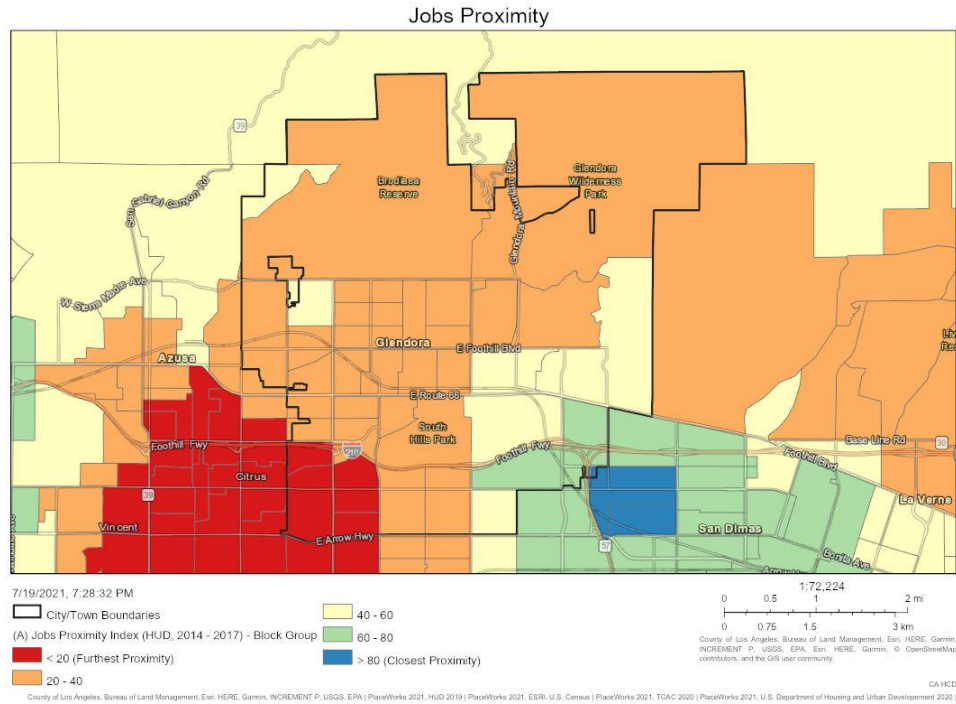 Jobs Proximity
39
San Gabriel Canyon Rd
Brodiaea
Reserve
Glendora
Wilderness
Park
Glendora Mountain Rd
W Sierra Madre Ave
Azusa
Glendora
E Foothill Blvd
E Route 66
South
Hills Park
Foothill Fwy
210
Foothill Fwy
Foothill Blvd
Base Line Rd
30
Citrus
39
Vincent
E Arrow Hwy
57
San Dimas
La Verne
Bonita Ave
7/19/2021, 7:28:32 PM
City/Town Boundaries
(A) Jobs Proximity Index (HUD, 2014 - 2017) - Block Group
< 20 (Furthest Proximity)
20 - 40
40 - 60
60 - 80
> 80 (Closest Proximity)
1:72,224
0 0.5 1 2 mi
0 0.75 1.5 3 km
County of Los Angeles, Bureau of Land Management, Esri, HERE, Garmin,
INCREMENT P, USGS, EPA, Esri, HERE, Garmin, © OpenStreetMap
contributors, and the GIS user community
CA HCD
County of Los Angeles, Bureau of Land Management, Esri, HERE, Garmin, INCREMENT P, USGS, EPA | PlaceWorks 2021, HUD 2019 | PlaceWorks 2021, ESRI, U.S. Census | PlaceWorks 2021, TCAC 2020 | PlaceWorks 2021, U.S. Department of Housing and Urban Developement 2020 |